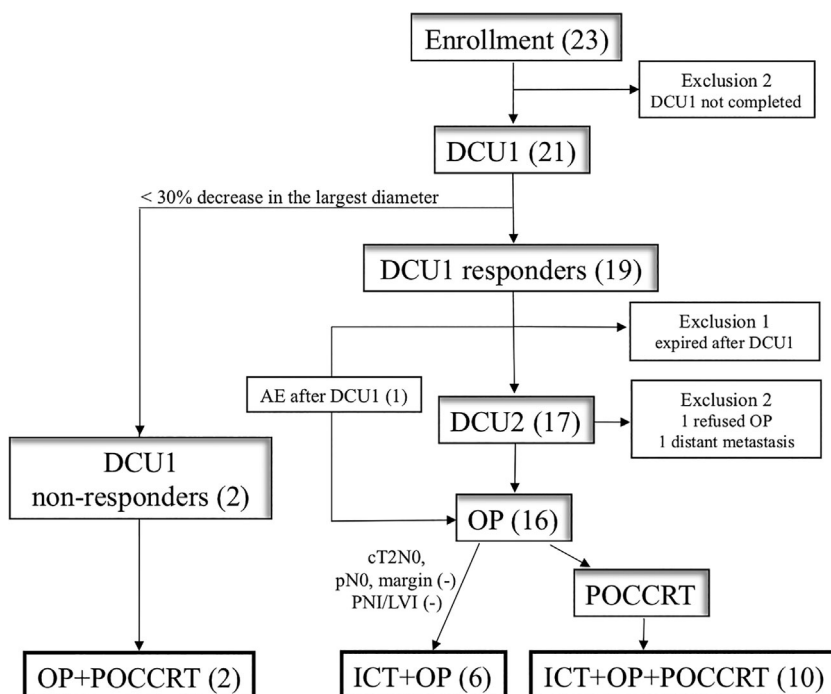 Enrollment (23)
Exclusion 2
DCU1 not completed
DCU1 (21)
< 30% decrease in the largest diameter
DCU1 responders (19)
Exclusion 1
expired after DCU1
AE after DCU1 (1)
DCU2 (17)
Exclusion 2
1 refused OP
1 distant metastasis
DCU1
non-responders (2)
OP (16)
cT2N0,
pN0, margin (-)
PNI/LVI (-)
POCCRT
OP+POCCRT (2)
ICT+OP (6)
ICT+OP+POCCRT (10)